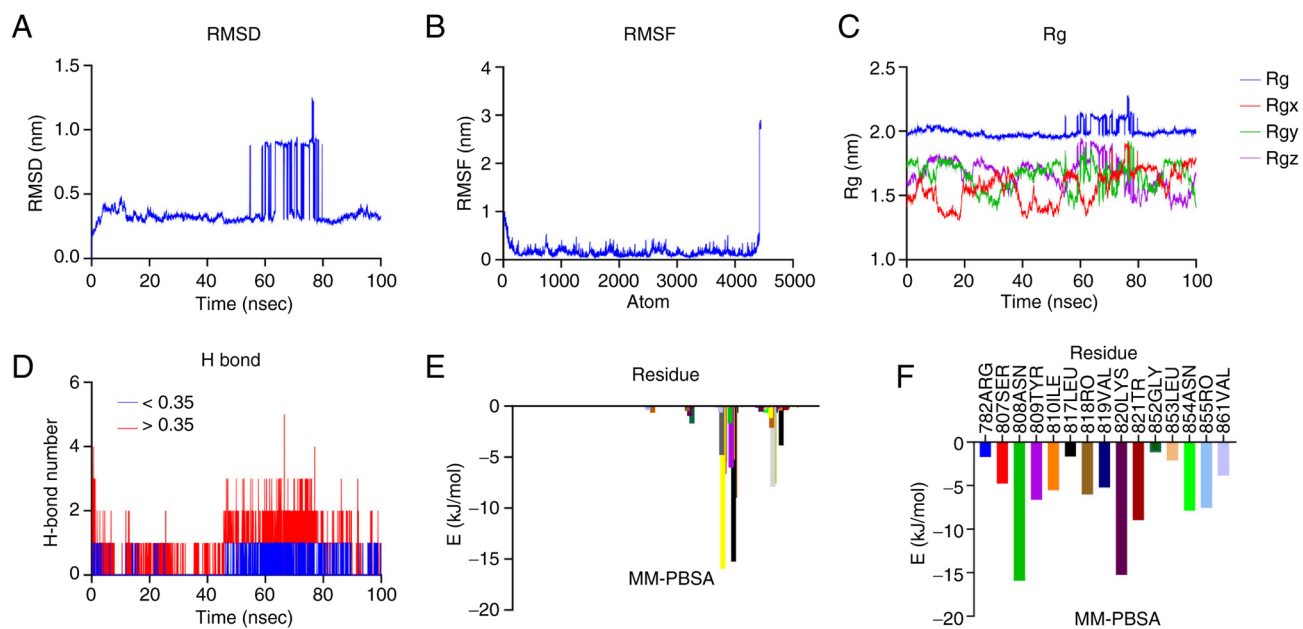 A
RMSD
RMSD (nm)
1.5
1.0
0.5
0.0
0 20 40 60 80 100
Time (nsec)
B
RMSF
RMSF (nm)
4
3
2
1
0
0 1000 2000 3000 4000 5000
Atom
C
Rg
Rg (nm)
2.5
2.0
1.5
1.0
0 20 40 60 80 100
Time (nsec)
Rg
Rgx
Rgy
Rgz
D
H bond
H-bond number
6
4
2
0
< 0.35
> 0.35
0 20 40 60 80 100
Time (nsec)
E
Residue
E (kJ/mol)
0
−5
−10
−15
−20
MM-PBSA
F
Residue
782ARG
807SER
808ASN
809TYR
810ILE
817LEU
818RO
819VAL
820LYS
821TR
852GLY
853LEU
854ASN
855RO
861VAL
E (kJ/mol)
0
−5
−10
−15
−20
MM-PBSA